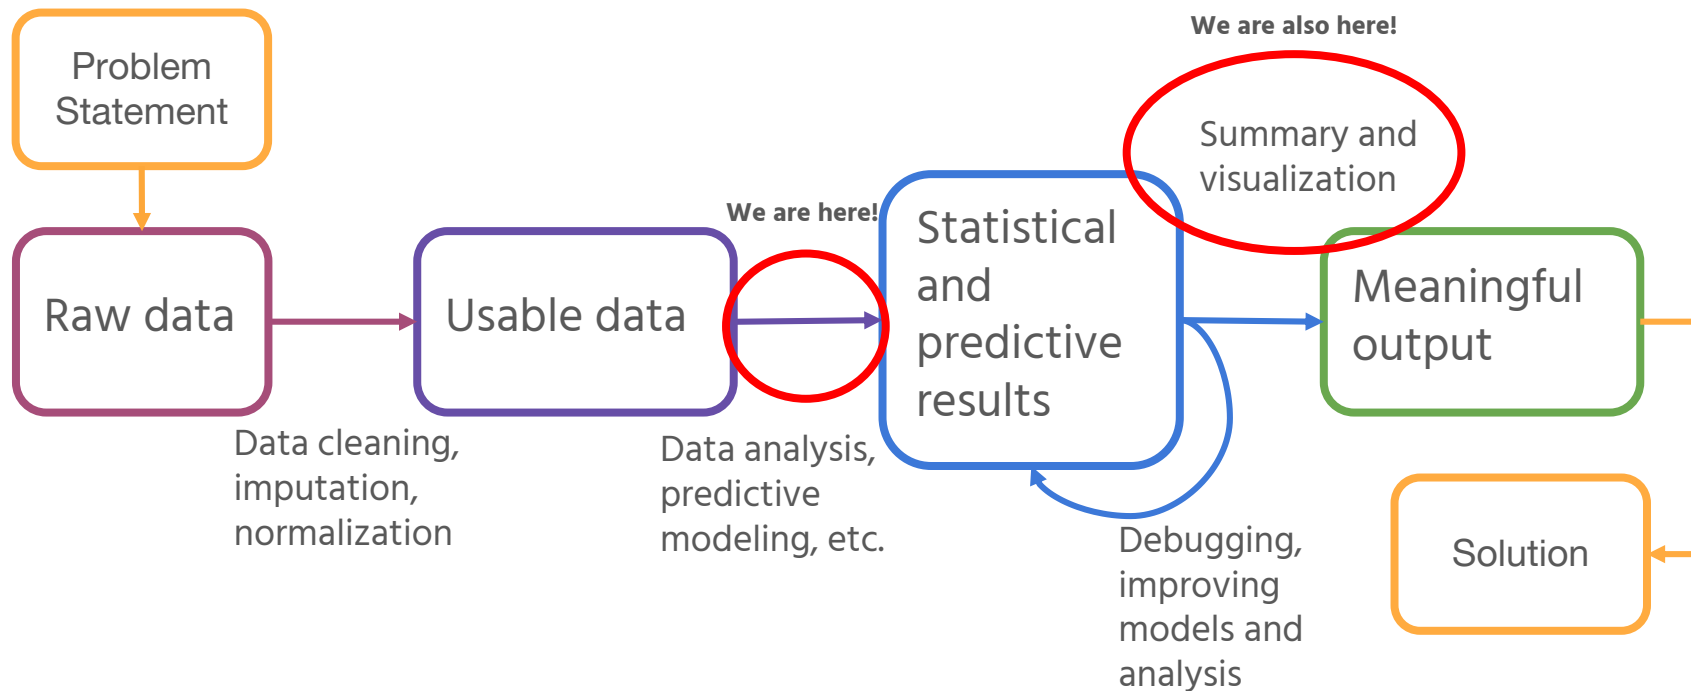 We are also here!
Problem
Statement
Summary and
visualization
We are here!
Raw data
Usable data
Statistical
and
predictive
results
Meaningful
output
Data cleaning,
imputation,
normalization
Data analysis,
predictive
modeling, etc.
Debugging,
improving
models and
analysis
Solution